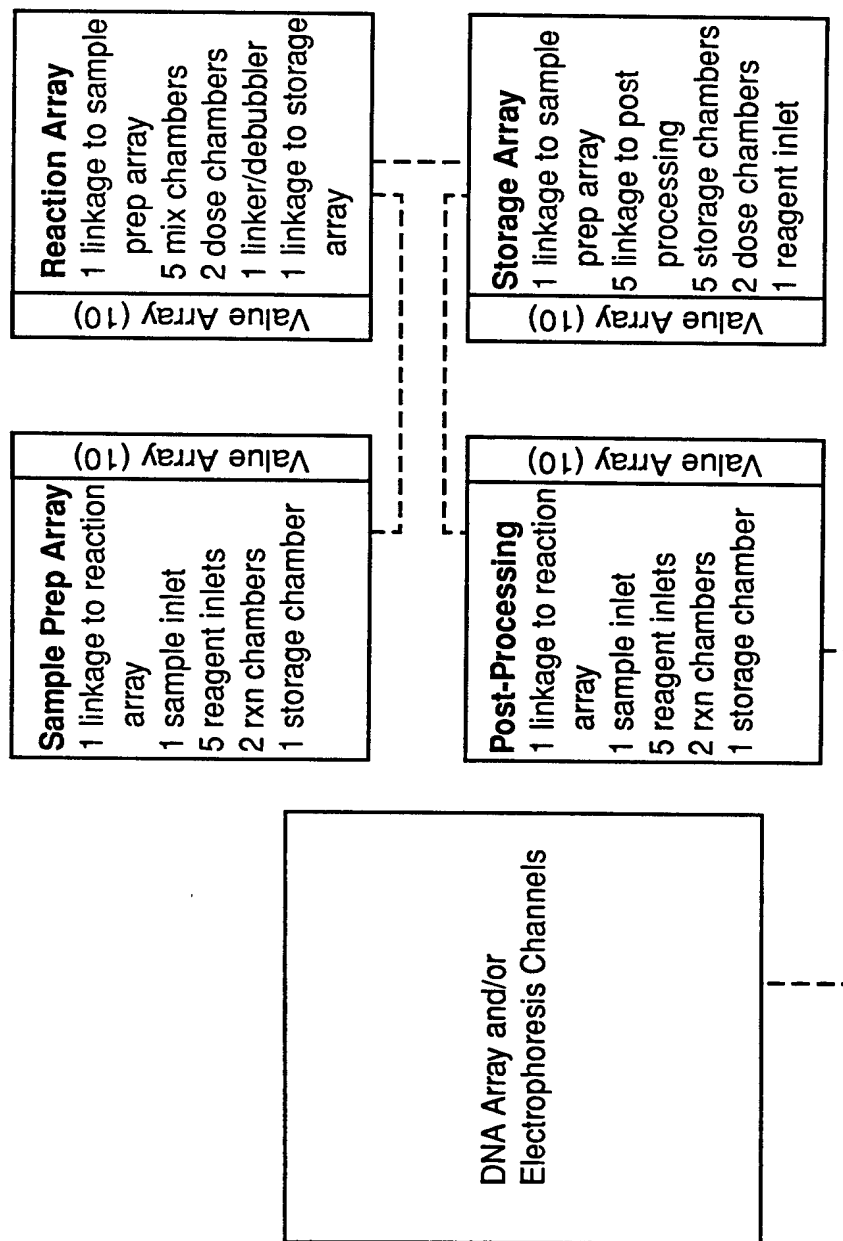 DNA Array and/or
Electrophoresis Channels
Sample Prep Array
1 linkage to reaction
array
1 sample inlet
5 reagent inlets
2 rxn chambers
1 storage chamber
Value Array (10)
Value Array (10)
Reaction Array
1 linkage to sample
prep array
5 mix chambers
2 dose chambers
1 linker/debubbler
1 linkage to storage
array
Post-Processing
1 linkage to reaction
array
1 sample inlet
5 reagent inlets
2 rxn chambers
1 storage chamber
Value Array (10)
Value Array (10)
Storage Array
1 linkage to sample
prep array
5 linkage to post
processing
5 storage chambers
2 dose chambers
1 reagent inlet